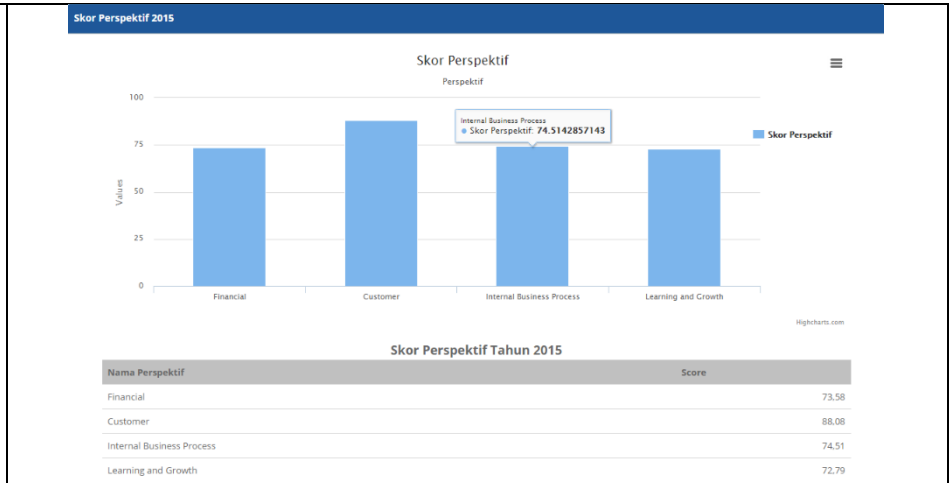 Skor Perspektif 2015
Skor Perspektif
Perspektif
100
75
50
25
0
Values
Internal Business Process
Skor Perspektif: 74.5142857143
Skor Perspektif
Financial
Customer
Internal Business Process
Learning and Growth
Highcharts.com
Skor Perspektif Tahun 2015
Nama Perspektif Score
Financial 73,58
Customer 88,08
Internal Business Process 74,51
Learning and Growth 72,79